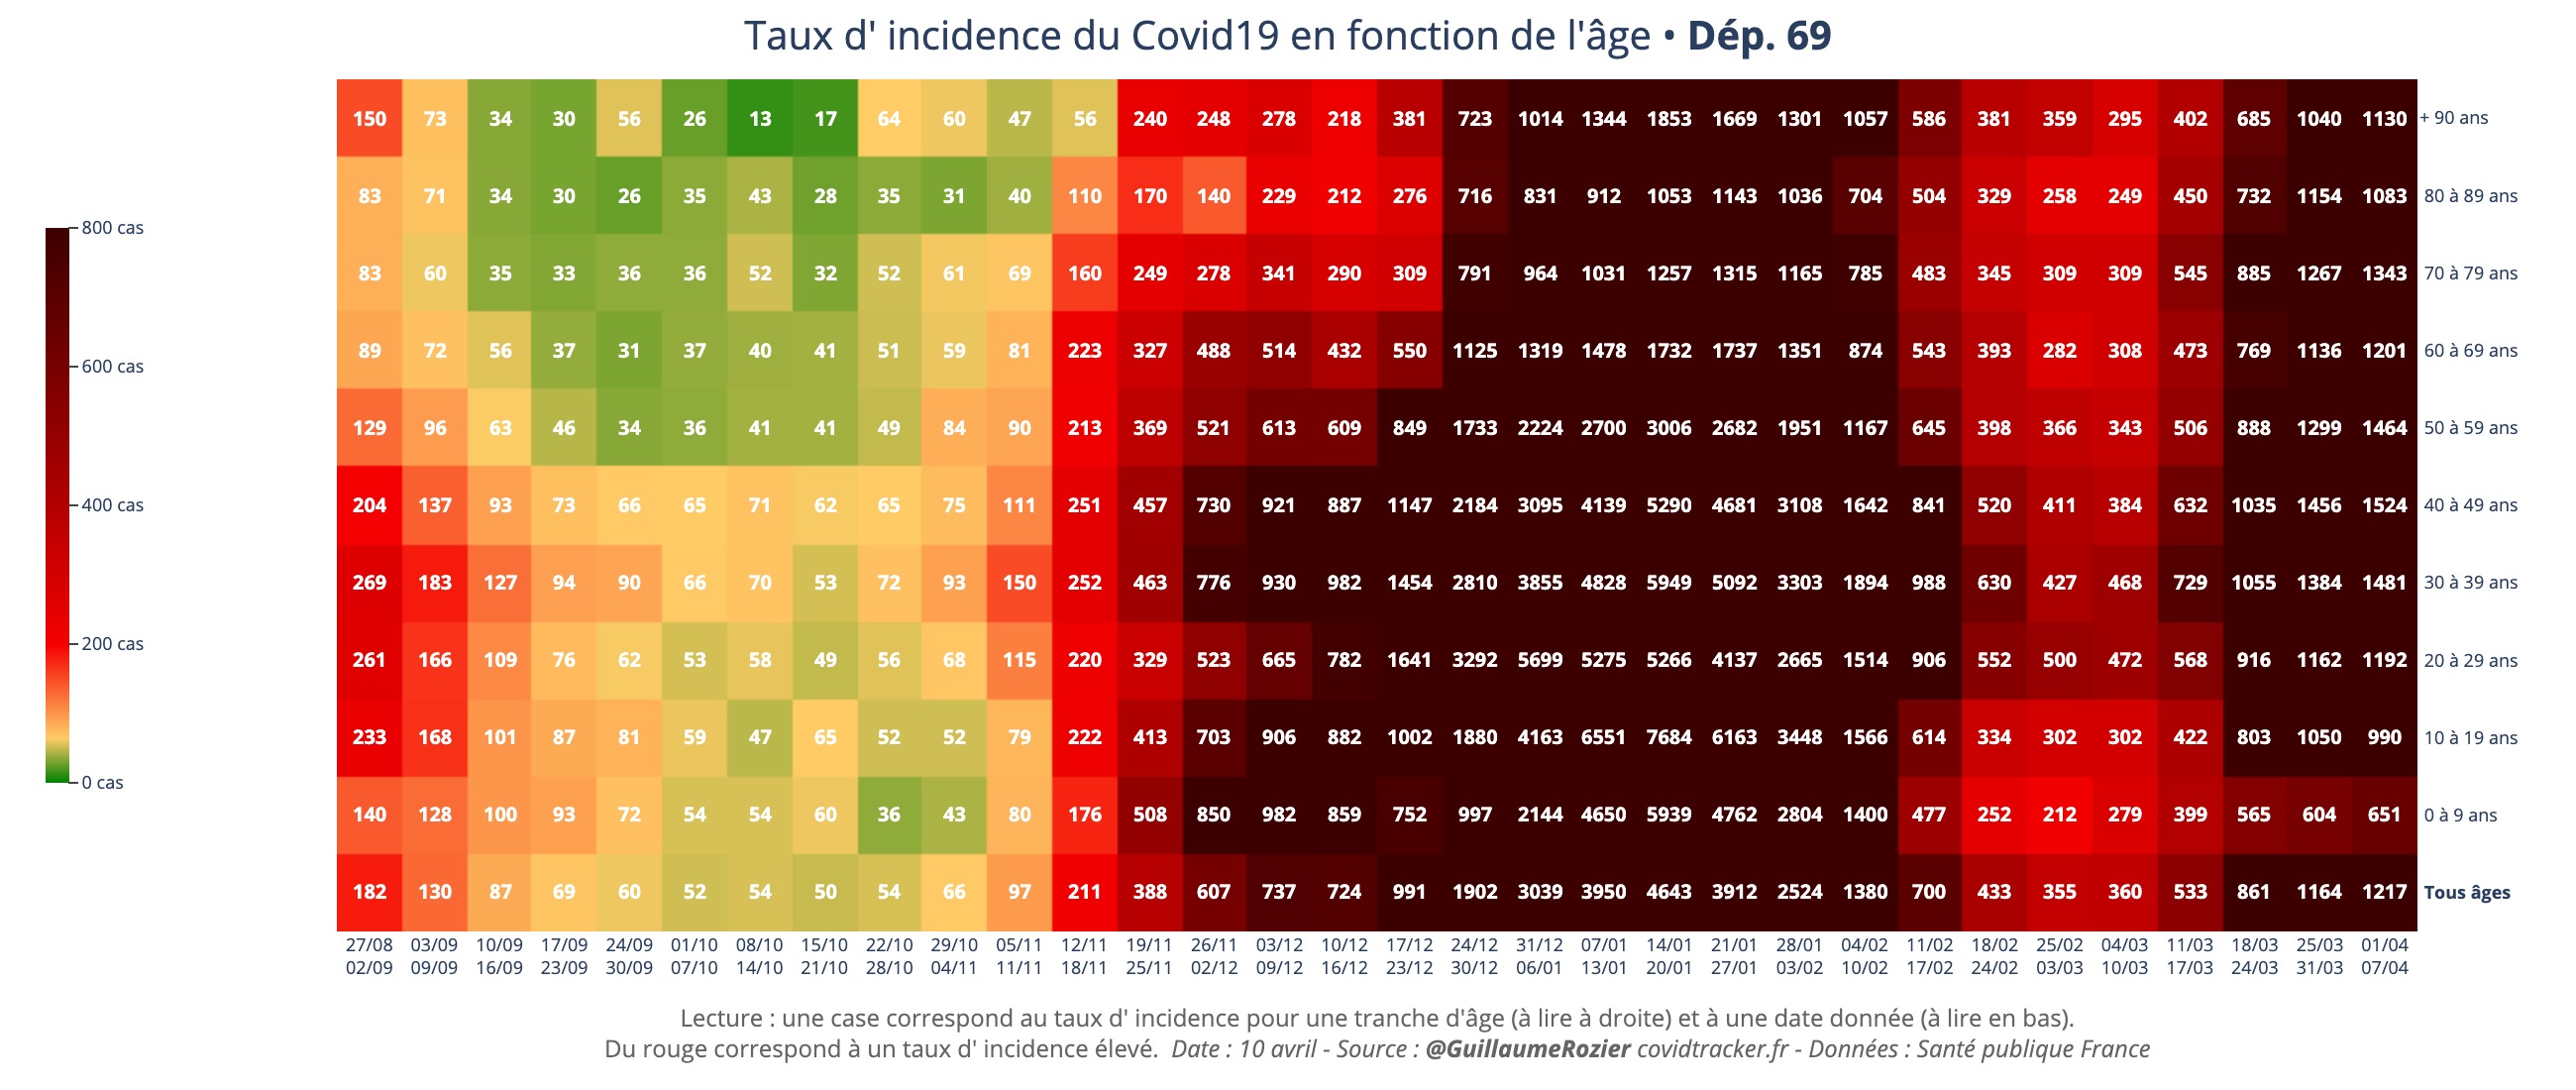 Taux d' incidence du Covid19 en fonction de l'âge • Dép. 69
800 cas
600 cas
400 cas
200 cas
0 cas
150 73 34 30 56 26 13 17 64 60 47 56 240 248 278 218 381 723 1014 1344 1853 1669 1301 1057 586 381 359 295 402 685 1040 1130 + 90 ans
83 71 34 30 26 35 43 28 35 31 40 110 170 140 229 212 276 716 831 912 1053 1143 1036 704 504 329 258 249 450 732 1154 1083 80 à 89 ans
83 60 35 33 36 36 52 32 52 61 69 160 249 278 341 290 309 791 964 1031 1257 1315 1165 785 483 345 309 309 545 885 1267 1343 70 à 79 ans
89 72 56 37 31 37 40 41 51 59 81 223 327 488 514 432 550 1125 1319 1478 1732 1737 1351 874 543 393 282 308 473 769 1136 1201 60 à 69 ans
129 96 63 46 34 36 41 41 49 84 90 213 369 521 613 609 849 1733 2224 2700 3006 2682 1951 1167 645 398 366 343 506 888 1299 1464 50 à 59 ans
204 137 93 73 66 65 71 62 65 75 111 251 457 730 921 887 1147 2184 3095 4139 5290 4681 3108 1642 841 520 411 384 632 1035 1456 1524 40 à 49 ans
269 183 127 94 90 66 70 53 72 93 150 252 463 776 930 982 1454 2810 3855 4828 5949 5092 3303 1894 988 630 427 468 729 1055 1384 1481 30 à 39 ans
261 166 109 76 62 53 58 49 56 68 115 220 329 523 665 782 1641 3292 5699 5275 5266 4137 2665 1514 906 552 500 472 568 916 1162 1192 20 à 29 ans
233 168 101 87 81 59 47 65 52 52 79 222 413 703 906 882 1002 1880 4163 6551 7684 6163 3448 1566 614 334 302 302 422 803 1050 990 10 à 19 ans
140 128 100 93 72 54 54 60 36 43 80 176 508 850 982 859 752 997 2144 4650 5939 4762 2804 1400 477 252 212 279 399 565 604 651 0 à 9 ans
182 130 87 69 60 52 54 50 54 66 97 211 388 607 737 724 991 1902 3039 3950 4643 3912 2524 1380 700 433 355 360 533 861 1164 1217 Tous âges
27/08 03/09 10/09 17/09 24/09 01/10 08/10 15/10 22/10 29/10 05/11 12/11 19/11 26/11 03/12 10/12 17/12 24/12 31/12 07/01 14/01 21/01 28/01 04/02 11/02 18/02 25/02 04/03 11/03 18/03 25/03 01/04
02/09 09/09 16/09 23/09 30/09 07/10 14/10 21/10 28/10 04/11 11/11 18/11 25/11 02/12 09/12 16/12 23/12 30/12 06/01 13/01 20/01 27/01 03/02 10/02 17/02 24/02 03/03 10/03 17/03 24/03 31/03 07/04
Lecture : une case correspond au taux d' incidence pour une tranche d'âge (à lire à droite) et à une date donnée (à lire en bas).
Du rouge correspond à un taux d' incidence élevé. Date : 10 avril - Source : @GuillaumeRozier covidtracker.fr - Données : Santé publique France